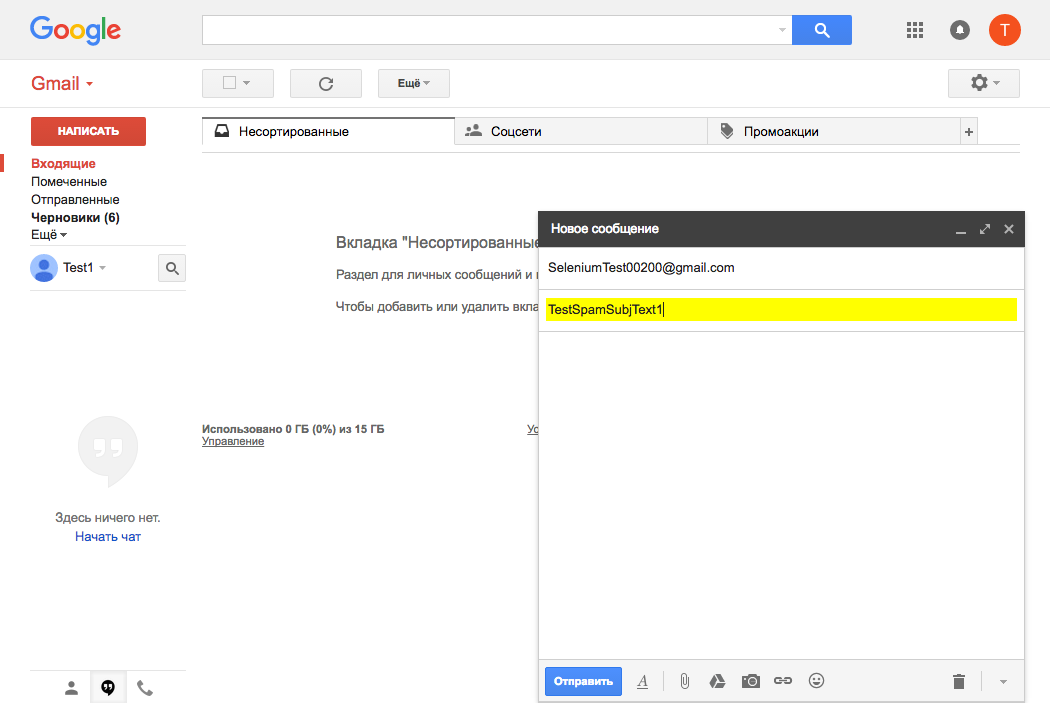 Google
T
Gmail
Ещё
НАПИСАТЬ
Входящие
Помеченные
Отправленные
Черновики (6)
Ещё
Test1
Несортированные
Соцсети
Промоакции
+
Вкладка "Несортированные
Раздел для личных сообщений и
Чтобы добавить или удалить вкла
Использовано 0 ГБ (0%) из 15 ГБ
Управление
Здесь ничего нет.
Начать чат
Новое сообщение
SeleniumTest00200@gmail.com
TestSpamSubjText1
Отправить
A